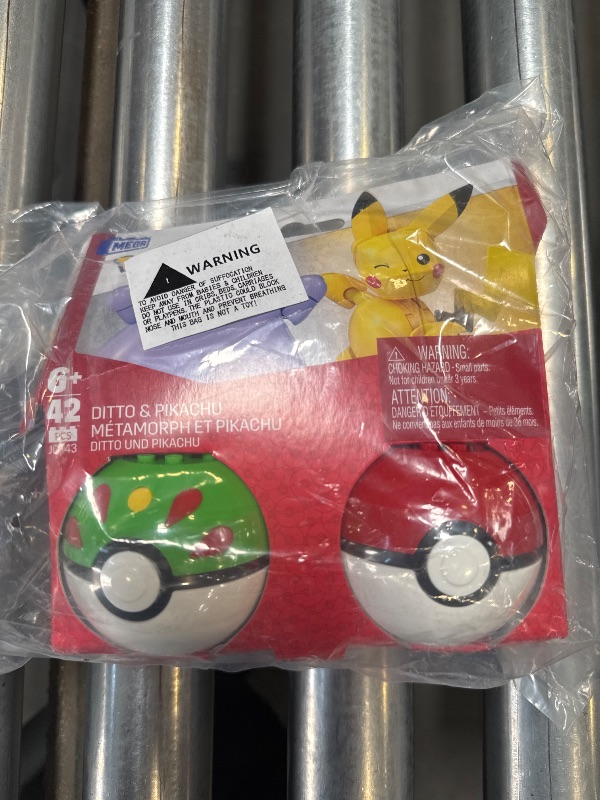 MEGA
WARNING
TO AVOID DANGER OF SUFFOCATION
KEEP AWAY FROM BABIES & CHILDREN
DO NOT USE IN CRIBS, BEDS, CARRIAGES
OR PLAYPENS. THE PLASTIC COULD BLOCK
NOSE AND MOUTH AND PREVENT BREATHING
THIS BAG IS NOT A TOY!
WARNING:
CHOKING HAZARD - Small parts.
Not for children under 3 years.
ATTENTION:
DANGER D'ÉTOUFFEMENT - Petits éléments.
Ne convient pas aux enfants de moins de 36 mois.
6+
42
PCS
DITTO & PIKACHU
MÉTAMORPH ET PIKACHU
DITTO UND PIKACHU